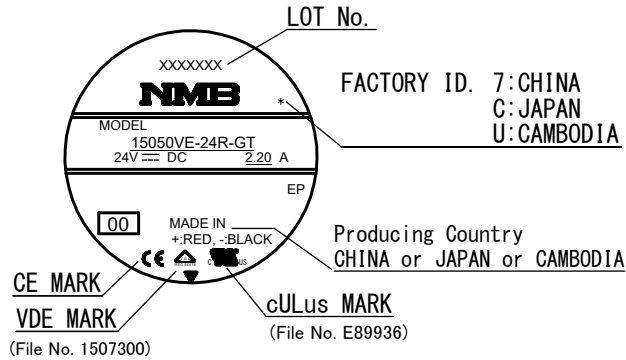 LOT No.
XXXXXXX
NMB
*
FACTORY ID. 7:CHINA
C:JAPAN
U:CAMBODIA
MODEL
15050VE-24R-GT
24V DC 2.20 A
EP
00
MADE IN
+:RED, -:BLACK
Producing Country
CHINA or JAPAN or CAMBODIA
CE
C US
CE MARK
VDE MARK
(File No. 1507300)
cULus MARK
(File No. E89936)